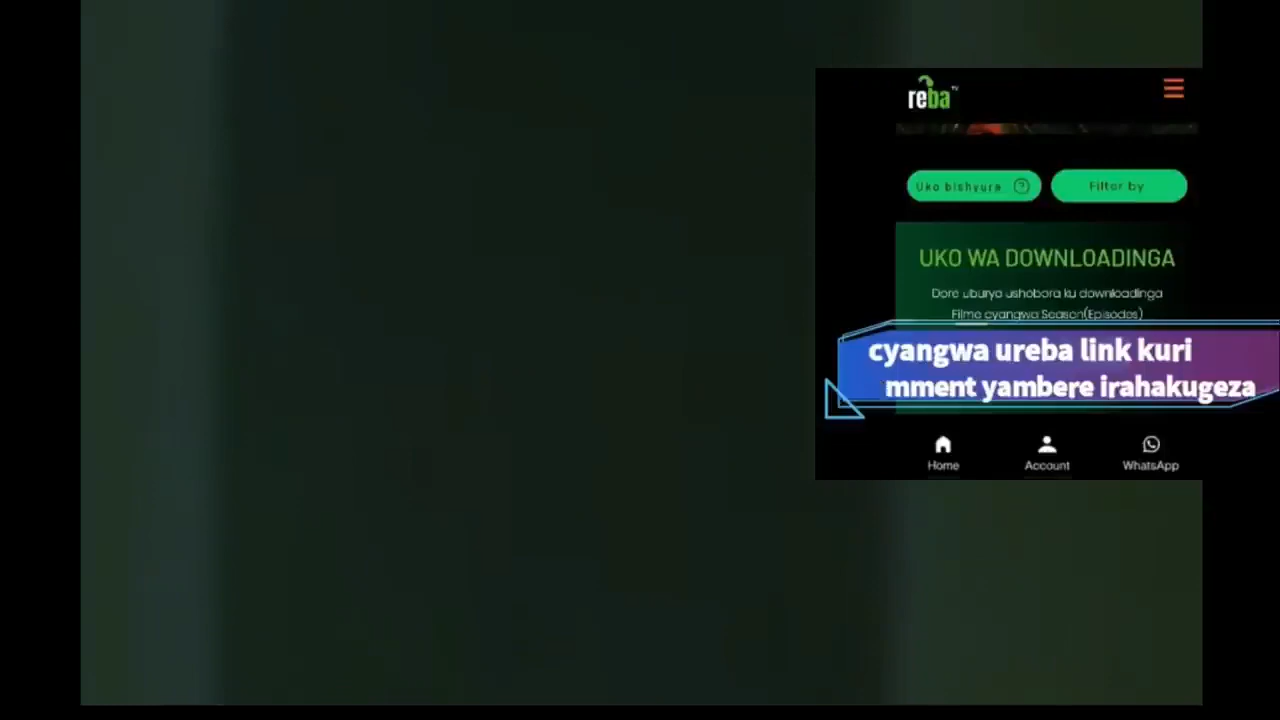 reba TV
Uko bishyura ?
Filter by
UKO WA DOWNLOADINGA
Dore uburyo ushobora ku downloadinga
Filme cyangwa Season(Episodes)
cyangwa ureba link kuri
mment yambere irahakugeza
Home
Account
WhatsApp